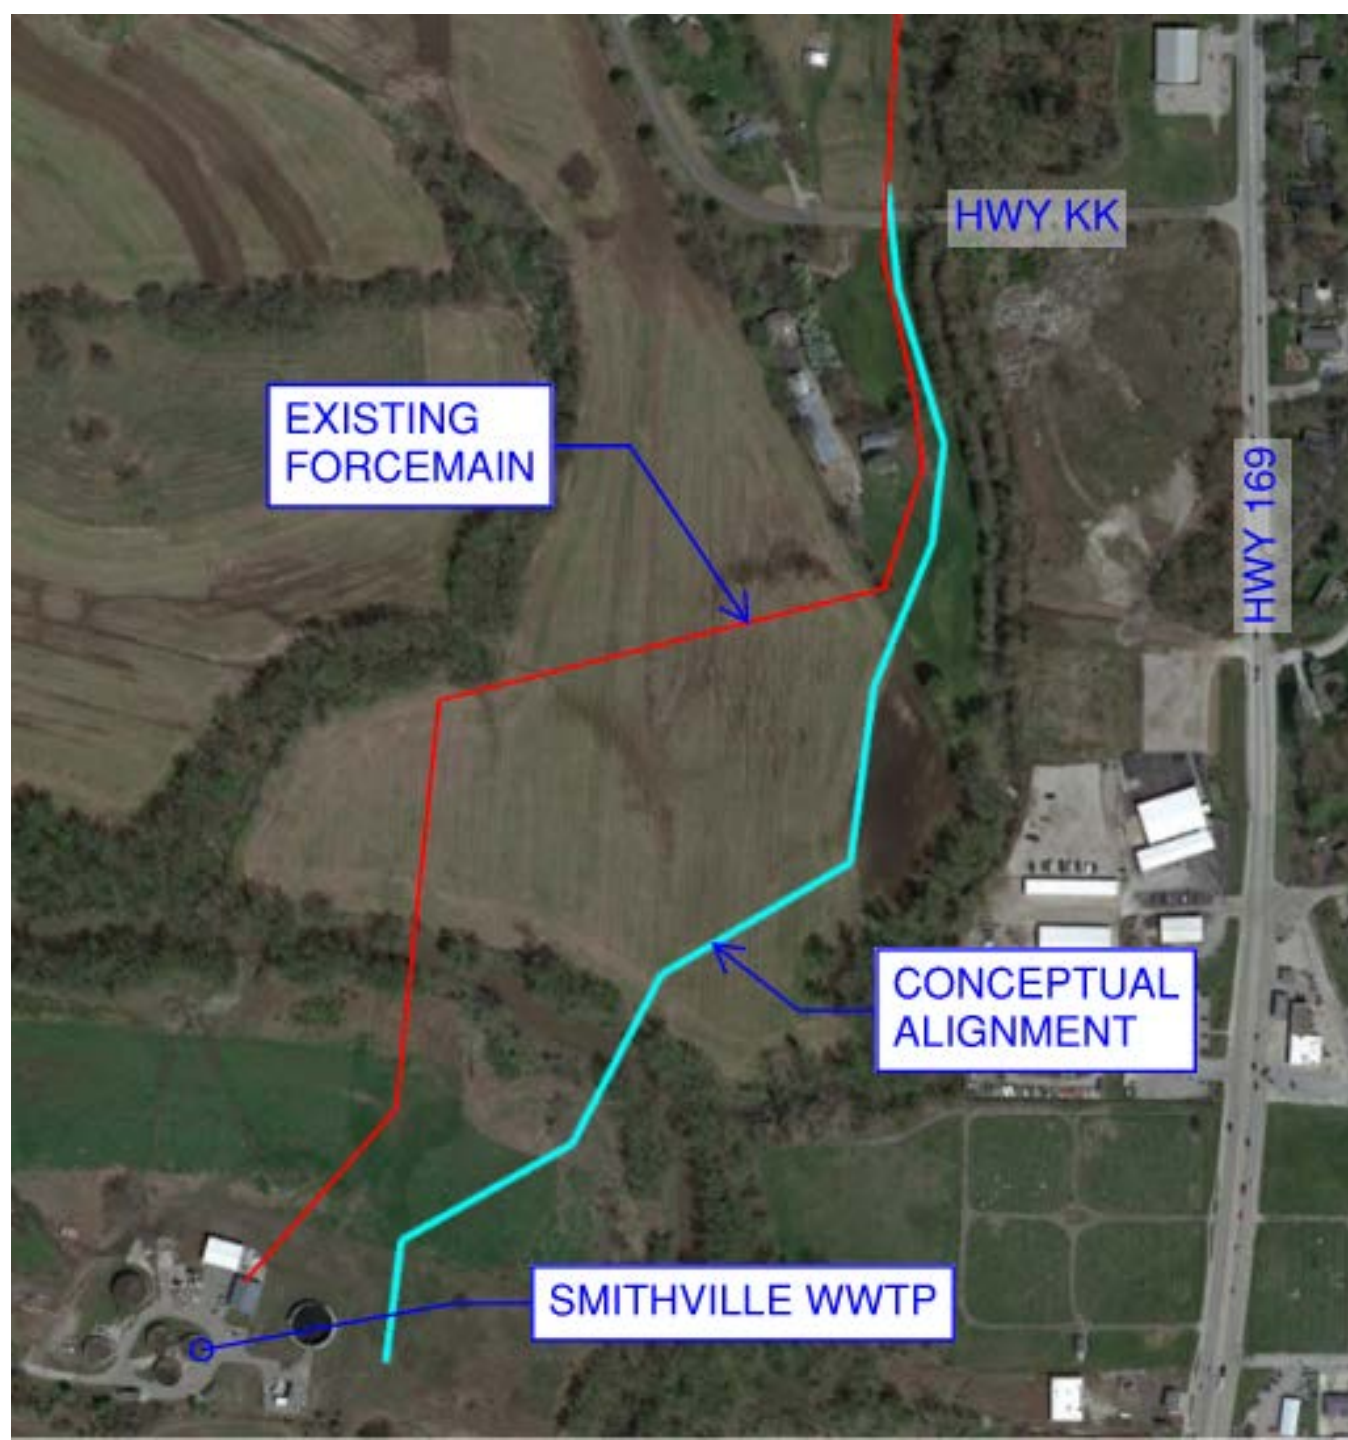 HWY KK
EXISTING
FORCEMAIN
HWY 169
CONCEPTUAL
ALIGNMENT
SMITHVILLE WWTP